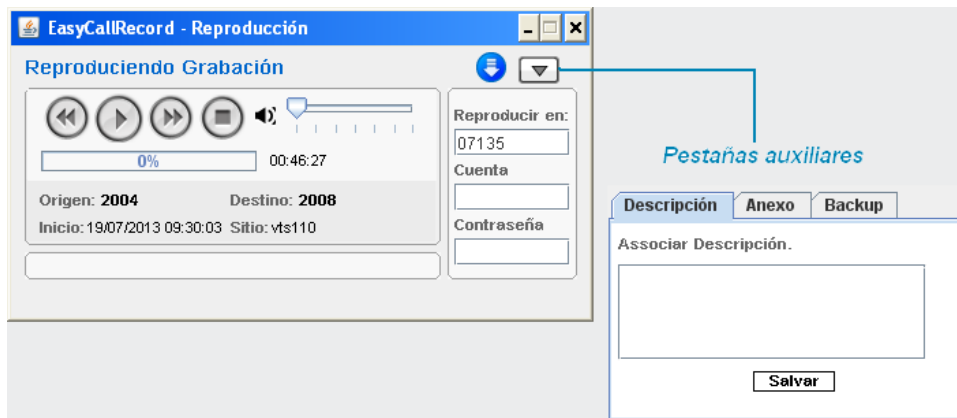 EasyCallRecord - Reproducción
Reproduciendo Grabación
0%
00:46:27
Origen: 2004 Destino: 2008
Inicio: 19/07/2013 09:30:03 Sitio: vts110
Reproducir en:
07135
Cuenta
Contraseña
Pestañas auxiliares
Descripción Anexo Backup
Associar Descripción.
Salvar